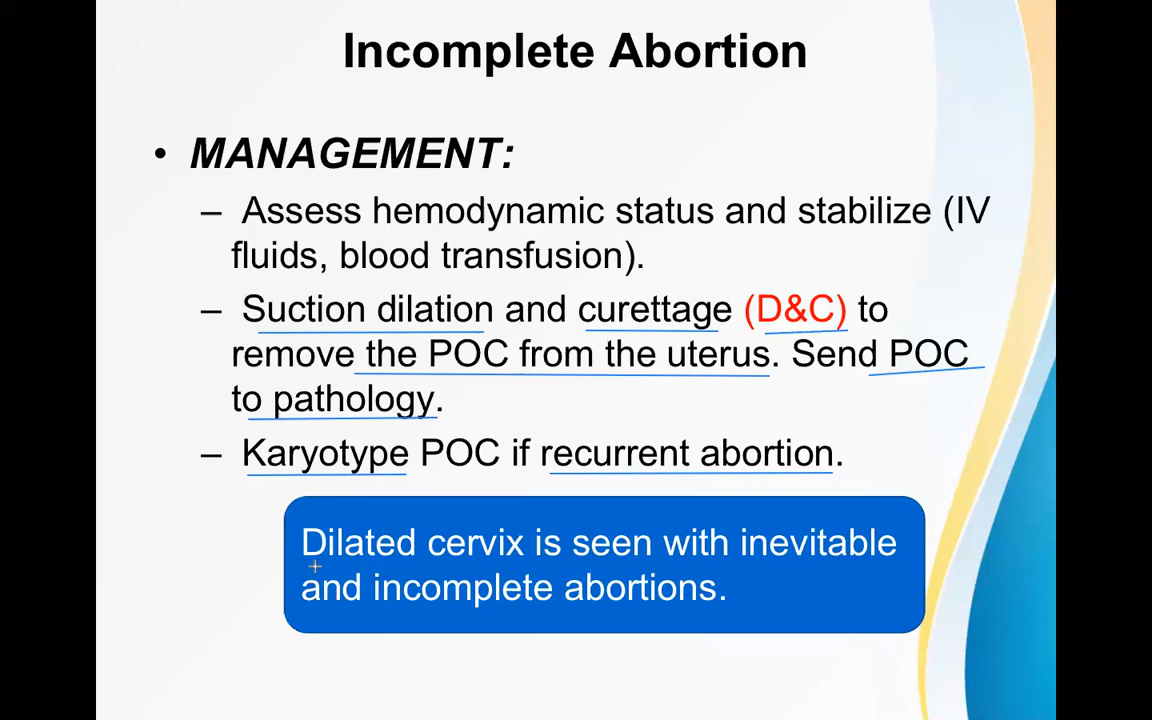 Incomplete Abortion
• MANAGEMENT:
– Assess hemodynamic status and stabilize (IV
fluids, blood transfusion).
– Suction dilation and curettage (D&C) to
remove the POC from the uterus. Send POC
to pathology.
– Karyotype POC if recurrent abortion.
Dilated cervix is seen with inevitable
and incomplete abortions.